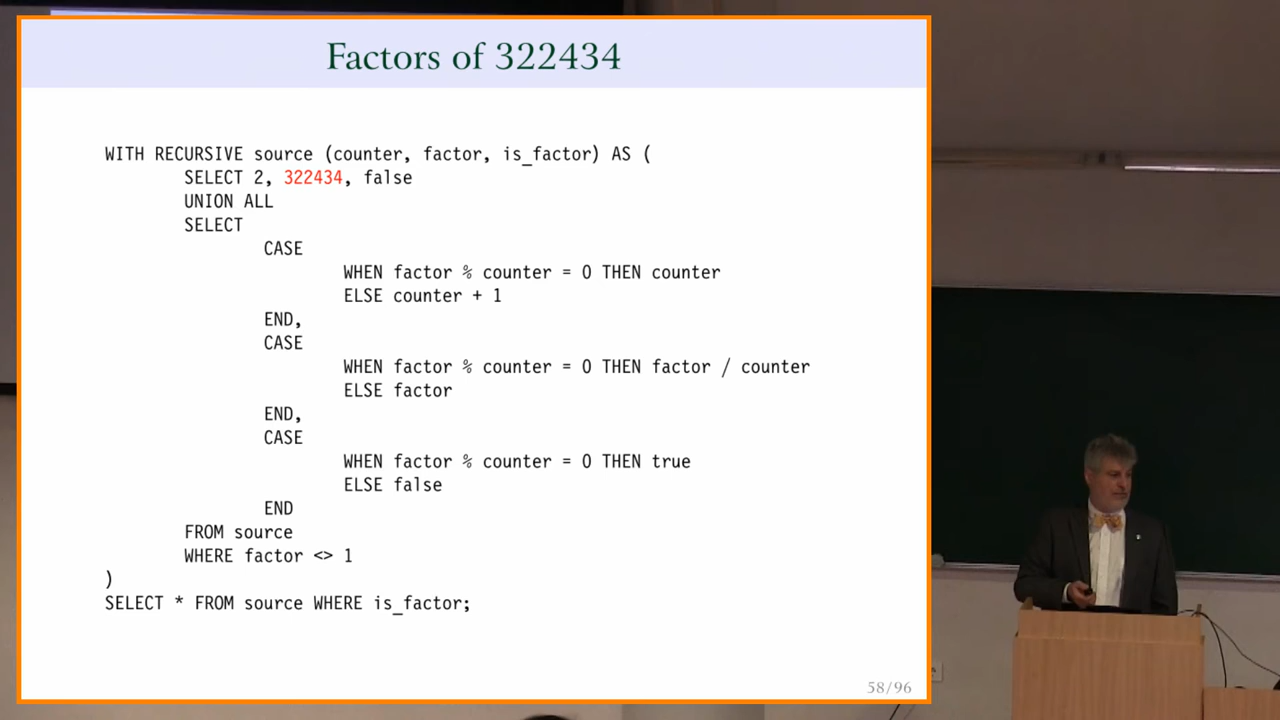 Factors of 322434
WITH RECURSIVE source (counter, factor, is_factor) AS (
SELECT 2, 322434, false
UNION ALL
SELECT
CASE
WHEN factor % counter = 0 THEN counter
ELSE counter + 1
END,
CASE
WHEN factor % counter = 0 THEN factor / counter
ELSE factor
END,
CASE
WHEN factor % counter = 0 THEN true
ELSE false
END
FROM source
WHERE factor <> 1
)
SELECT * FROM source WHERE is_factor;
58/96